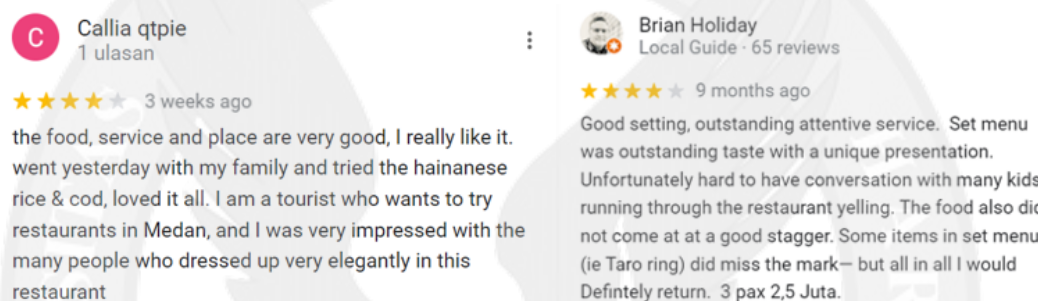 Callia qtpie
1 ulasan
3 weeks ago
the food, service and place are very good, I really like it.
went yesterday with my family and tried the hainanese
rice & cod, loved it all. I am a tourist who wants to try
restaurants in Medan, and I was very impressed with the
many people who dressed up very elegantly in this
restaurant
Brian Holiday
Local Guide · 65 reviews
9 months ago
Good setting, outstanding attentive service. Set menu
was outstanding taste with a unique presentation.
Unfortunately hard to have conversation with many kids
running through the restaurant yelling. The food also did
not come at at a good stagger. Some items in set menu
(ie Taro ring) did miss the mark— but all in all I would
Defintely return. 3 pax 2,5 Juta.